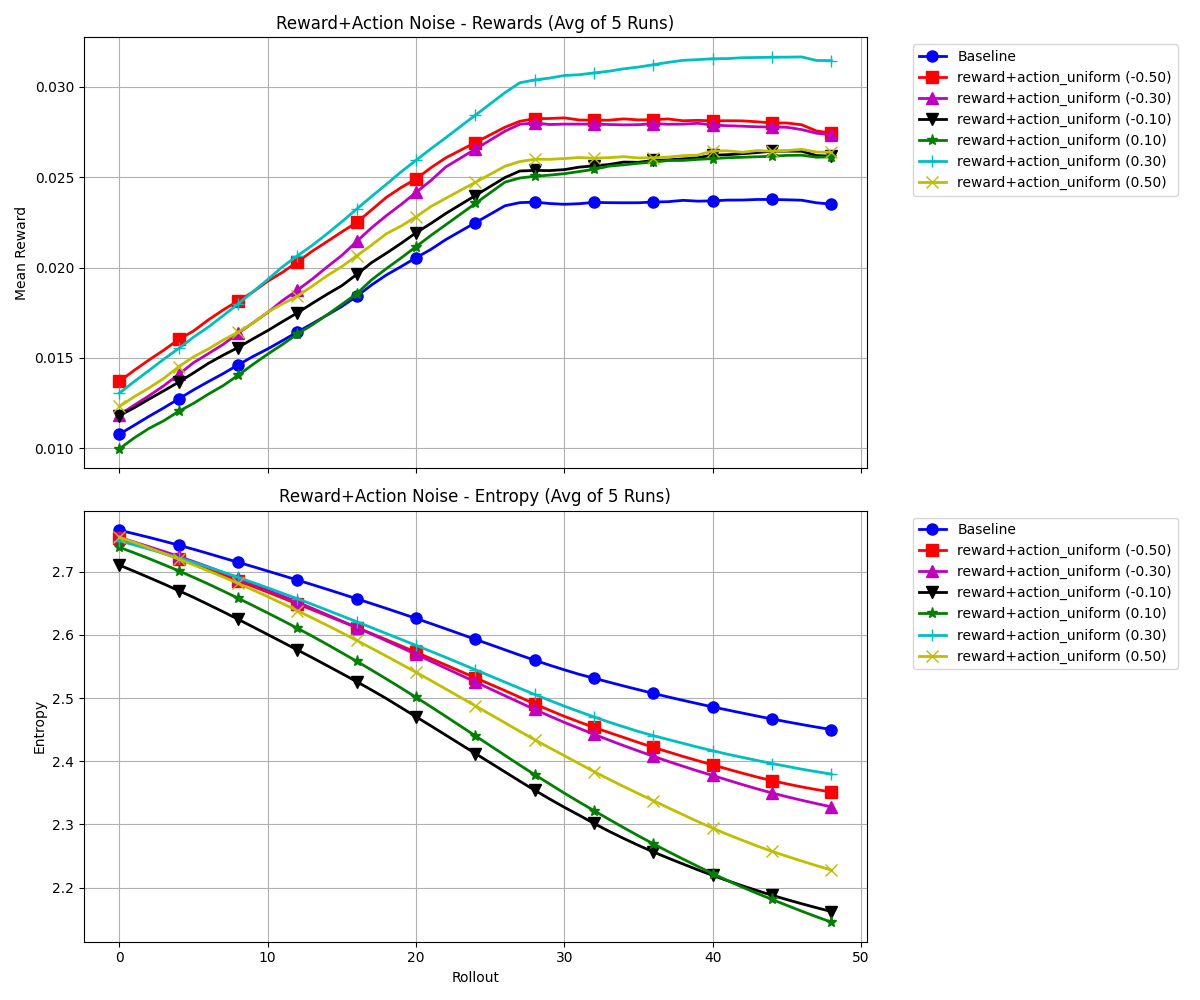 Reward+Action Noise - Rewards (Avg of 5 Runs)
Mean Reward
0.030
0.025
0.020
0.015
0.010
Baseline
reward+action_uniform (-0.50)
reward+action_uniform (-0.30)
reward+action_uniform (-0.10)
reward+action_uniform (0.10)
reward+action_uniform (0.30)
reward+action_uniform (0.50)
Reward+Action Noise - Entropy (Avg of 5 Runs)
Entropy
2.7
2.6
2.5
2.4
2.3
2.2
0 10 20 30 40 50
Rollout
Baseline
reward+action_uniform (-0.50)
reward+action_uniform (-0.30)
reward+action_uniform (-0.10)
reward+action_uniform (0.10)
reward+action_uniform (0.30)
reward+action_uniform (0.50)